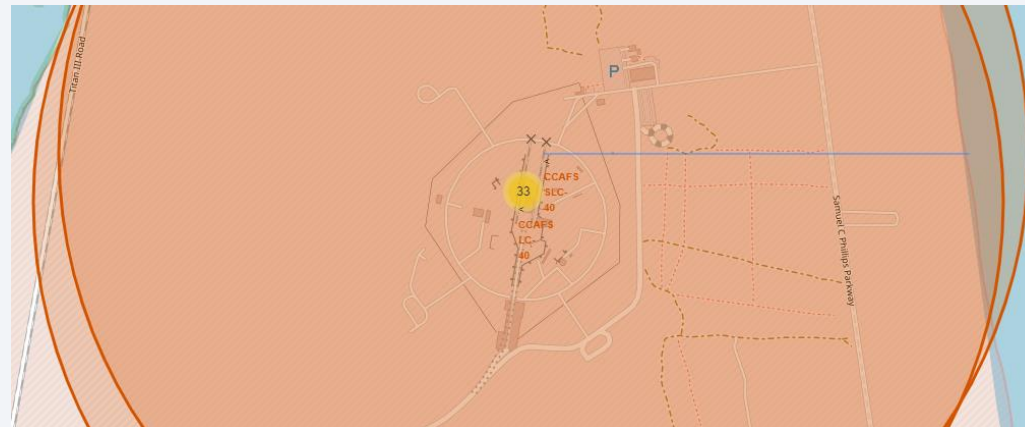 Titan III Road
P
33
CCAFS
SLC-
40
CCAFS
LC-
40
Samuel C Phillips Parkway